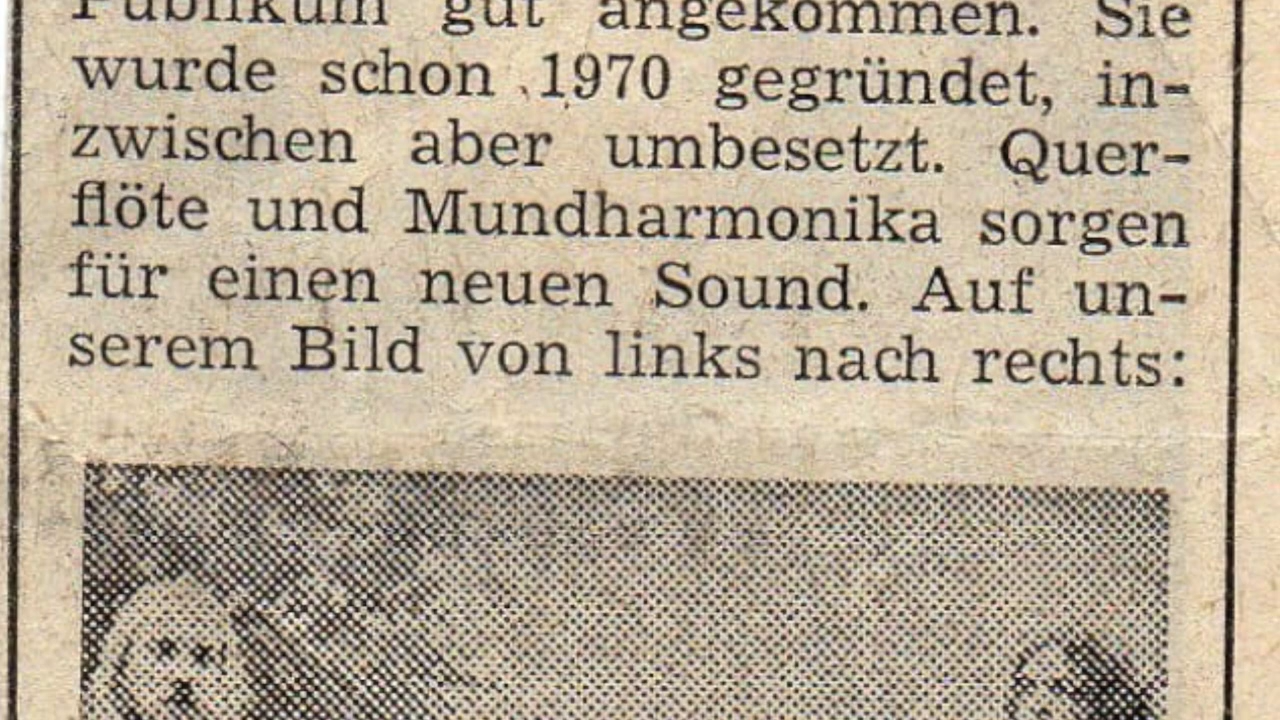 Publikum gut angekommen. Sie
wurde schon 1970 gegründet, in-
zwischen aber umbesetzt. Quer-
flöte und Mundharmonika sorgen
für einen neuen Sound. Auf un-
serem Bild von links nach rechts: